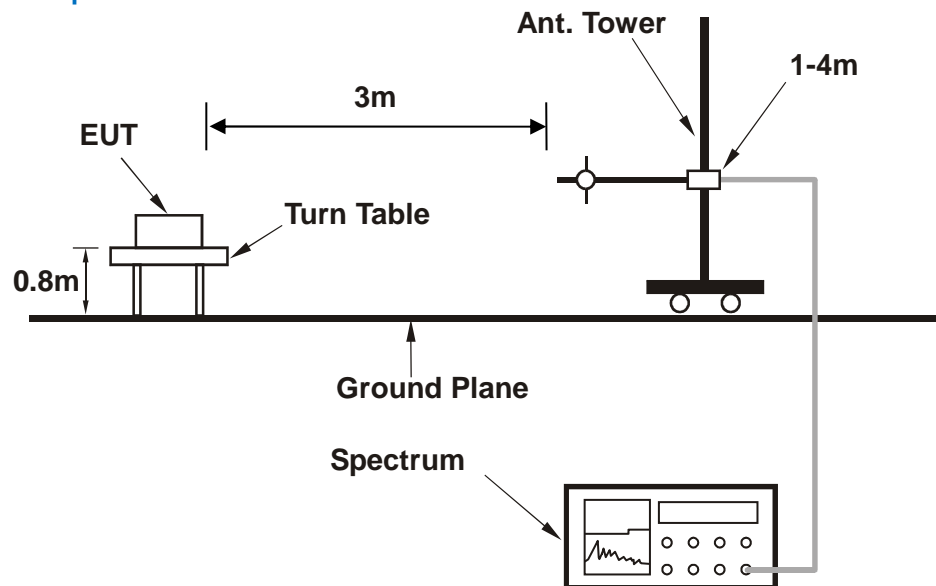 Ant. Tower
1-4m
3m
EUT
Turn Table
0.8m
Ground Plane
Spectrum